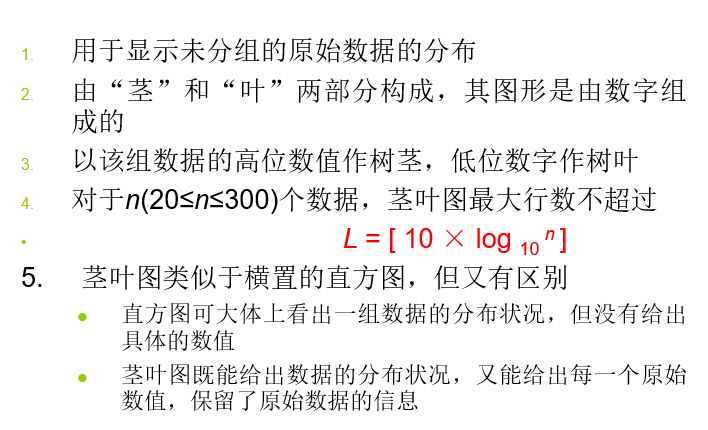 1. 用于显示未分组的原始数据的分布
2. 由“茎”和“叶”两部分构成，其图形是由数字组
成的
3. 以该组数据的高位数值作树茎，低位数字作树叶
4. 对于n(20≤n≤300)个数据，茎叶图最大行数不超过
• L = [ 10 × log 10 n ]
5. 茎叶图类似于横置的直方图，但又有区别
● 直方图可大体上看出一组数据的分布状况，但没有给出
具体的数值
● 茎叶图既能给出数据的分布状况，又能给出每一个原始
数值，保留了原始数据的信息